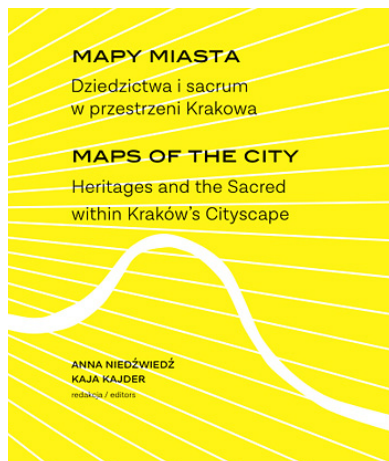 MAPY MIASTA
Dziedzictwa i sacrum
w przestrzeni Krakowa
MAPS OF THE CITY
Heritages and the Sacred
within Kraków's Cityscape
ANNA NIEDŹWIEDŹ
KAJA KAJDER
redakcja / editors